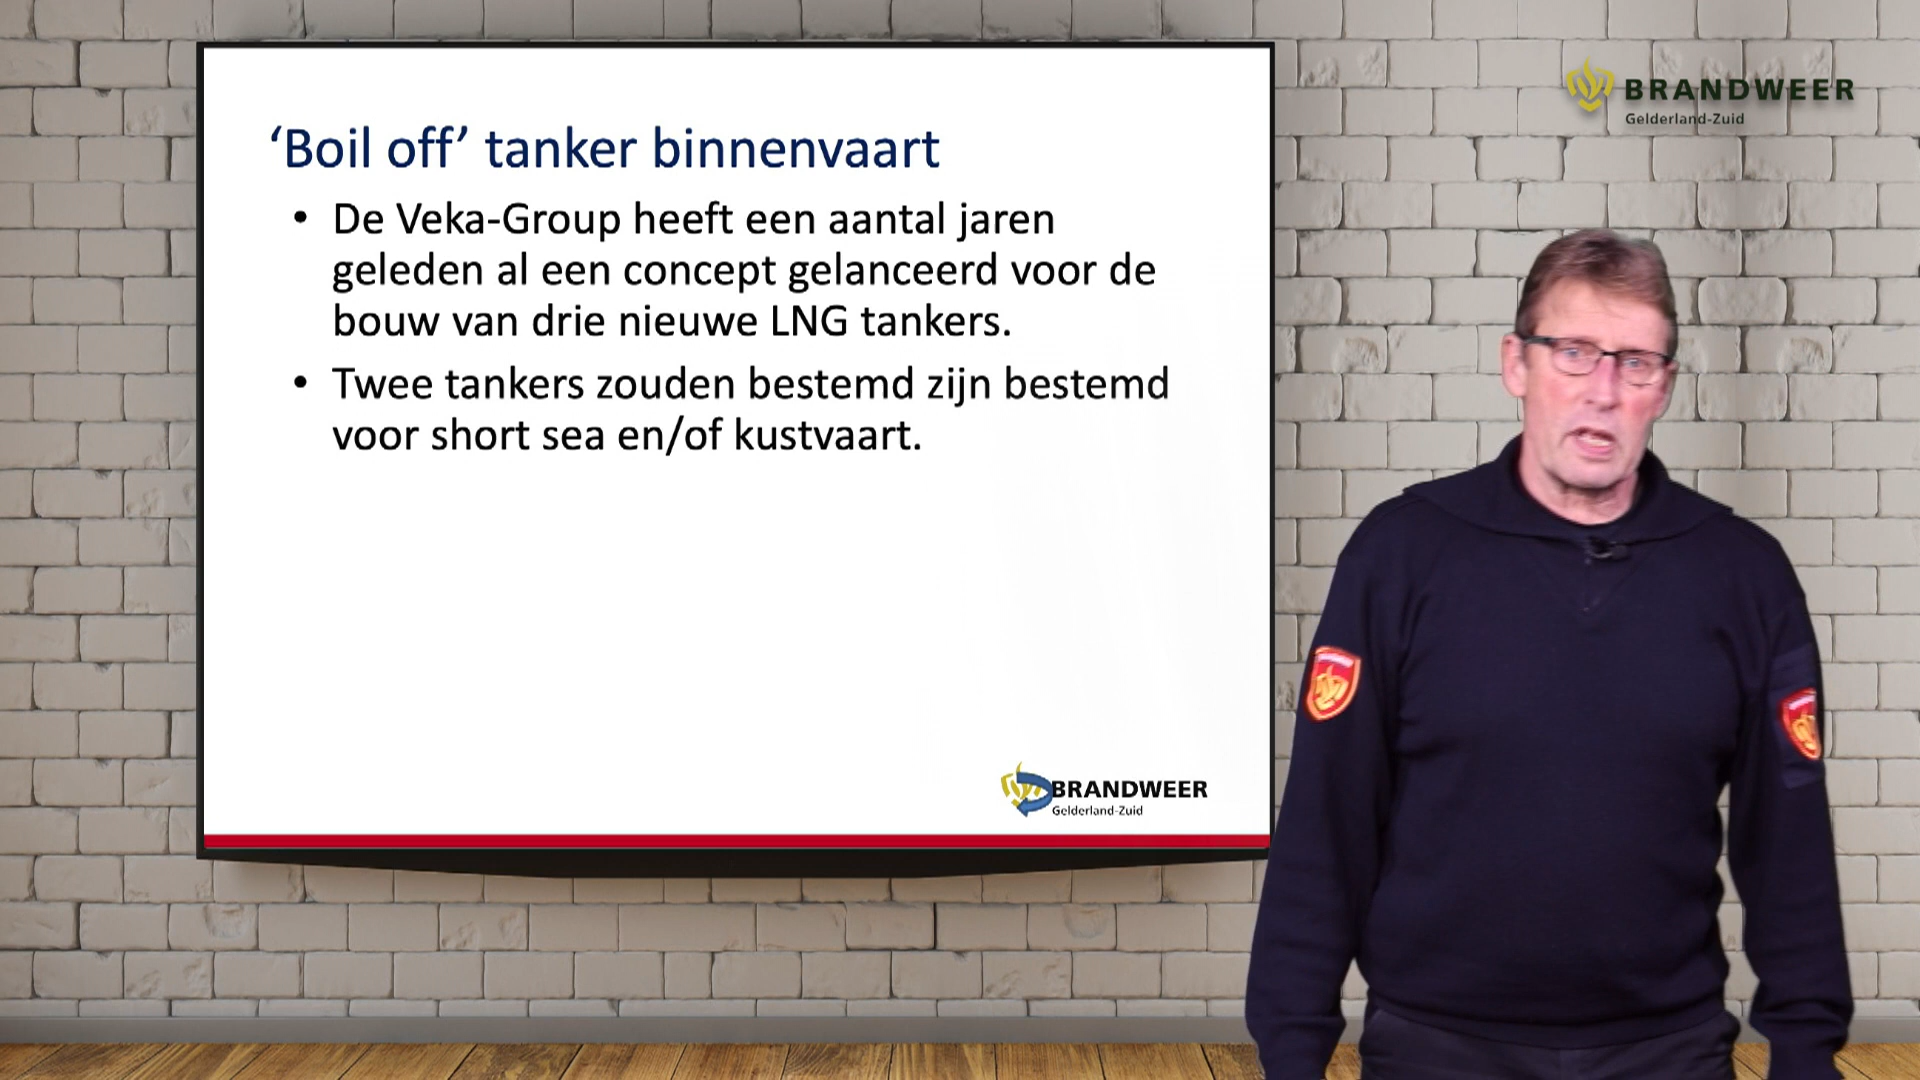 BRANDWEER
Gelderland-Zuid
‘Boil off’ tanker binnenvaart
• De Veka-Group heeft een aantal jaren
geleden al een concept gelanceerd voor de
bouw van drie nieuwe LNG tankers.
• Twee tankers zouden bestemd zijn bestemd
voor short sea en/of kustvaart.
BRANDWEER
Gelderland-Zuid